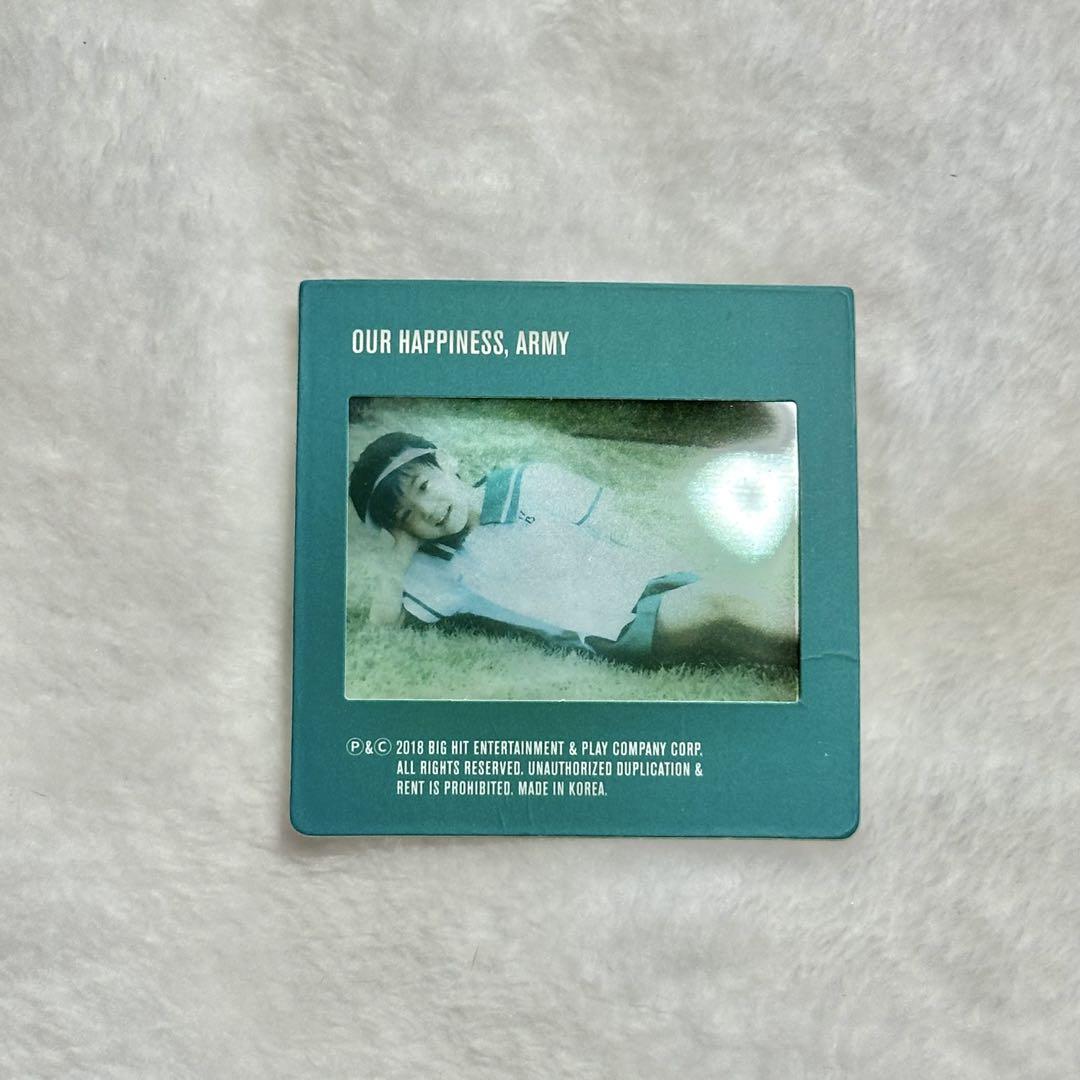 OUR HAPPINESS, ARMY
Ⓟ&Ⓒ 2018 BIG HIT ENTERTAINMENT & PLAY COMPANY CORP.
ALL RIGHTS RESERVED. UNAUTHORIZED DUPLICATION &
RENT IS PROHIBITED. MADE IN KOREA.